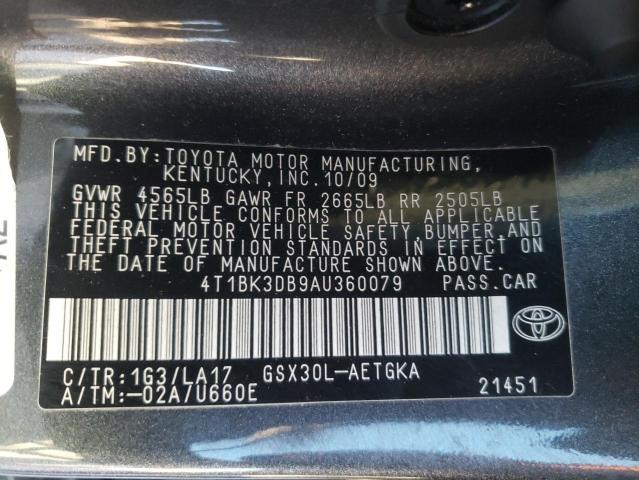 MFD.BY:TOYOTA MOTOR MANUFACTURING,
KENTUCKY,INC.10/09
GVWR 4565LB GAWR FR 2665LB RR 2505LB
THIS VEHICLE CONFORMS TO ALL APPLICABLE
FEDERAL MOTOR VEHICLE SAFETY,BUMPER,AND
THEFT PREVENTION STANDARDS IN EFFECT ON
THE DATE OF MANUFACTURE SHOWN ABOVE.
4T1BK3DB9AU360079 PASS.CAR
C/TR:1G3/LA17 GSX30L-AETGKA
A/TM:-02A/U660E 21451